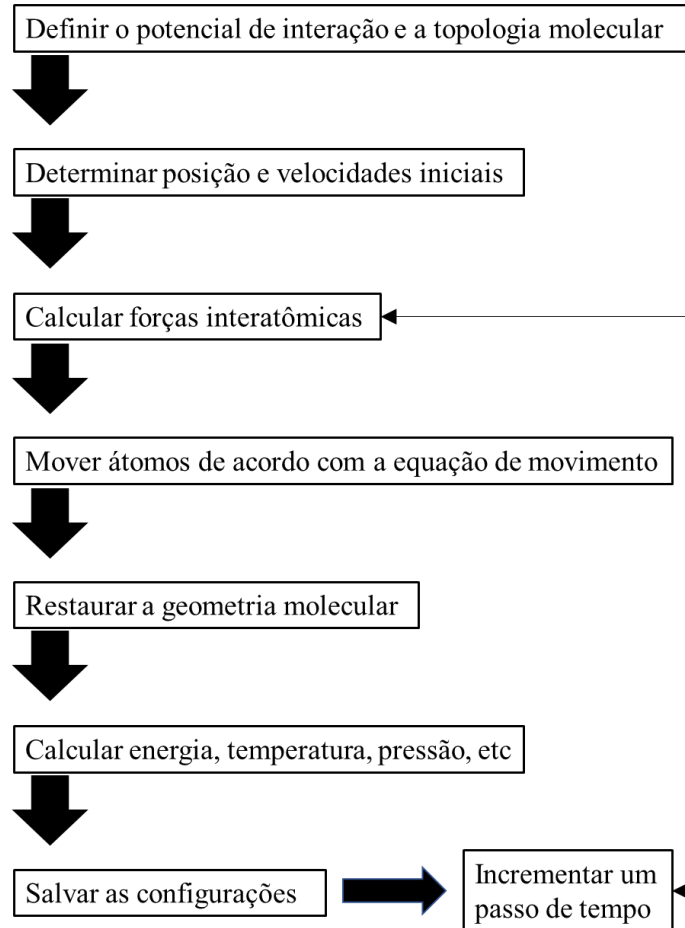 Definir o potencial de interação e a topologia molecular
Determinar posição e velocidades iniciais
Calcular forças interatômicas
Mover átomos de acordo com a equação de movimento
Restaurar a geometria molecular
Calcular energia, temperatura, pressão, etc
Salvar as configurações
Incrementar um
passo de tempo